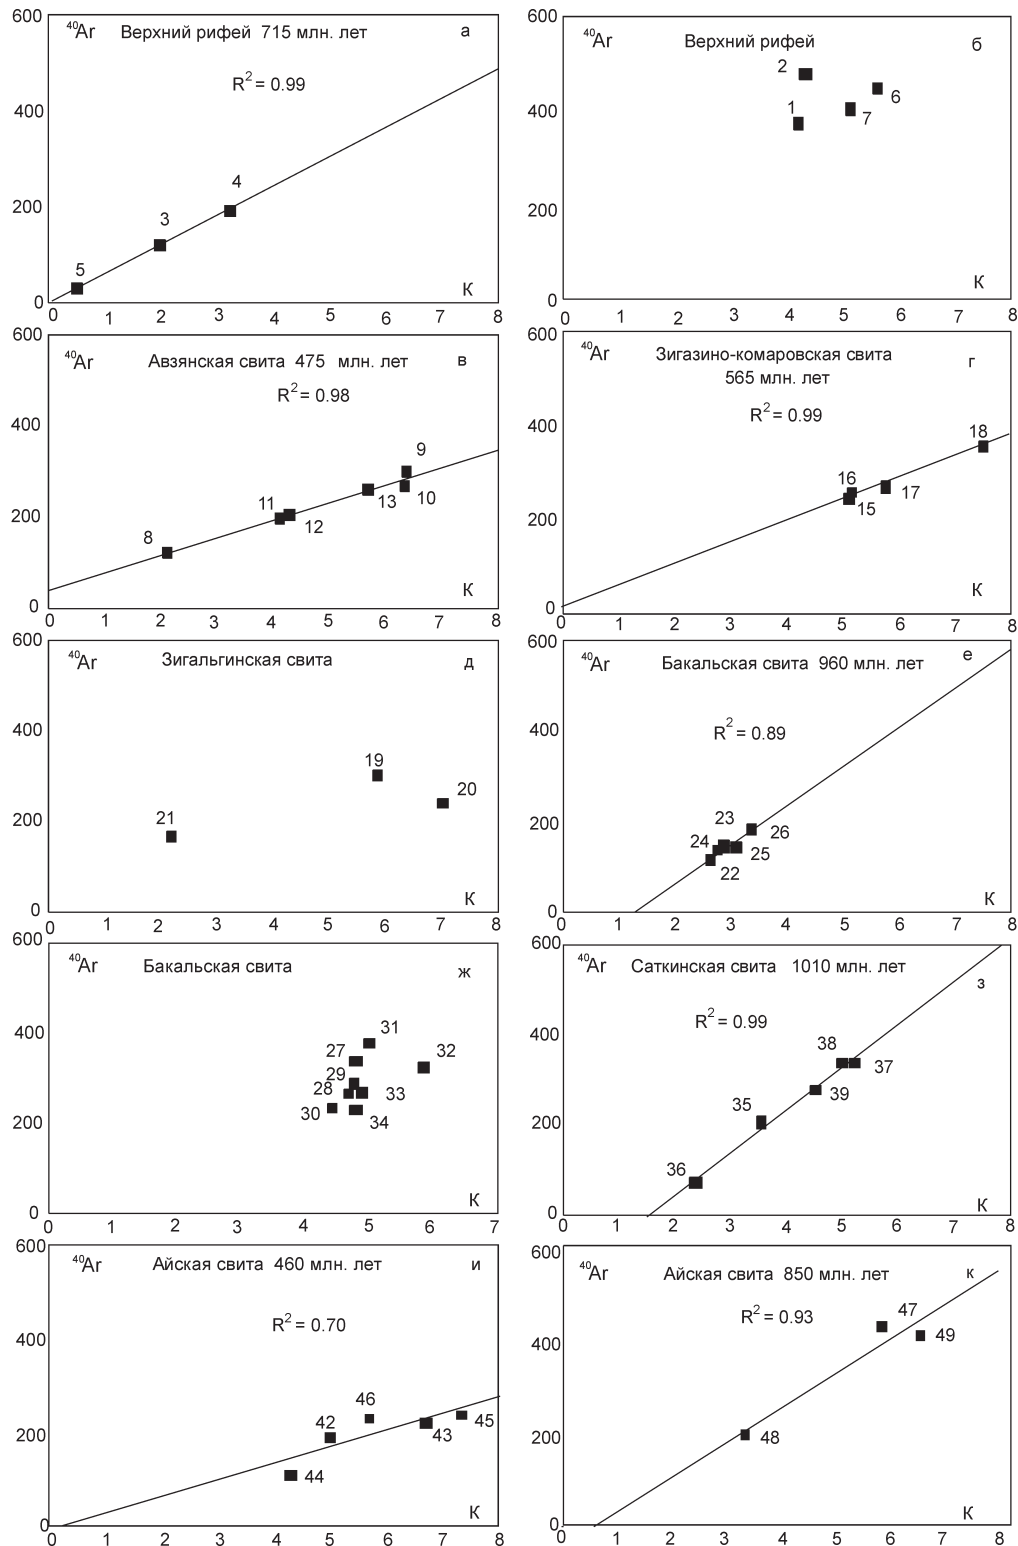 600
400
200
0
40Ar
Верхний рифей 715 млн. лет
а
R2 = 0.99
5
3
4
К
0 1 2 3 4 5 6 7 8
600
400
200
0
40Ar
Верхний рифей
б
2
1
6
7
К
0 1 2 3 4 5 6 7 8
600
400
200
0
40Ar
Авзянская свита 475 млн. лет
в
R2 = 0.98
8
11
12
13
9
10
К
0 1 2 3 4 5 6 7 8
600
400
200
0
40Ar
Зигазино-комаровская свита
565 млн. лет
г
R2 = 0.99
16
15
17
18
К
0 1 2 3 4 5 6 7 8
600
400
200
0
40Ar
Зигальгинская свита
д
21
19
20
0 1 2 3 4 5 6 7 8
600
400
200
0
40Ar
Бакальская свита 960 млн. лет
е
R2 = 0.89
23
24
26
25
22
К
0 1 2 3 4 5 6 7 8
600
400
200
0
40Ar
Бакальская свита
ж
31
27
32
29
28
33
30
34
К
0 1 2 3 4 5 6 7
600
400
200
0
40Ar
Саткинская свита 1010 млн. лет
з
R2 = 0.99
38
37
39
35
36
К
0 1 2 3 4 5 6 7 8
600
400
200
0
40Ar
Айская свита 460 млн. лет
и
R2 = 0.70
46
42
43
45
44
К
0 1 2 3 4 5 6 7 8
600
400
200
0
40Ar
Айская свита 850 млн. лет
к
R2 = 0.93
47
49
48
К
0 1 2 3 4 5 6 7 8